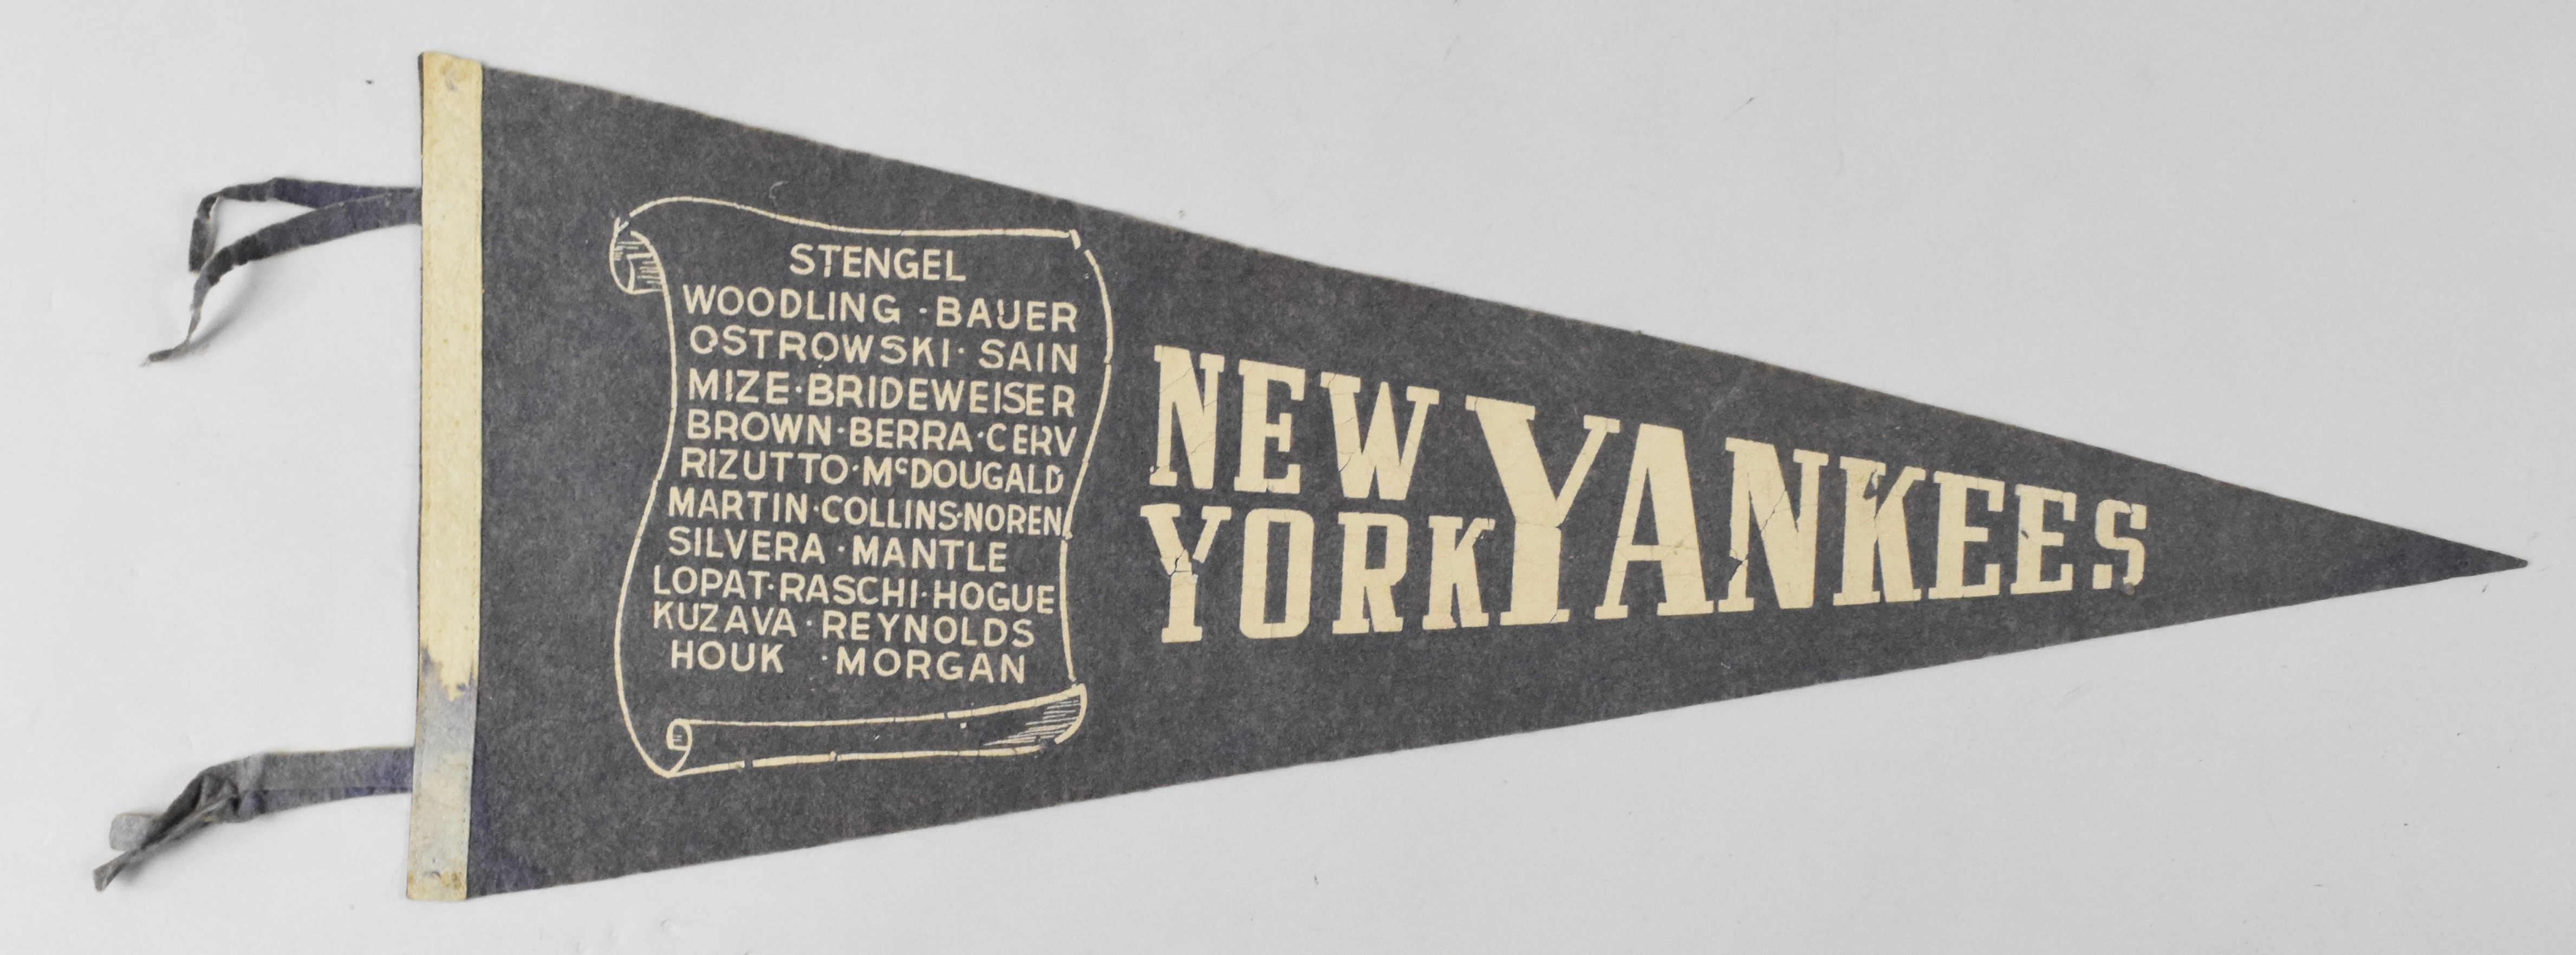 STENGEL
WOODLING · BAUER
OSTROWSKI · SAIN
MIZE · BRIDEWEISER
BROWN · BERRA · CERV
RIZUTTO · McDOUGALD
MARTIN · COLLINS · NOREN
SILVERA · MANTLE
LOPAT · RASCHI · HOGUE
KUZAVA · REYNOLDS
HOUK · MORGAN
NEW
YORK
YANKEES